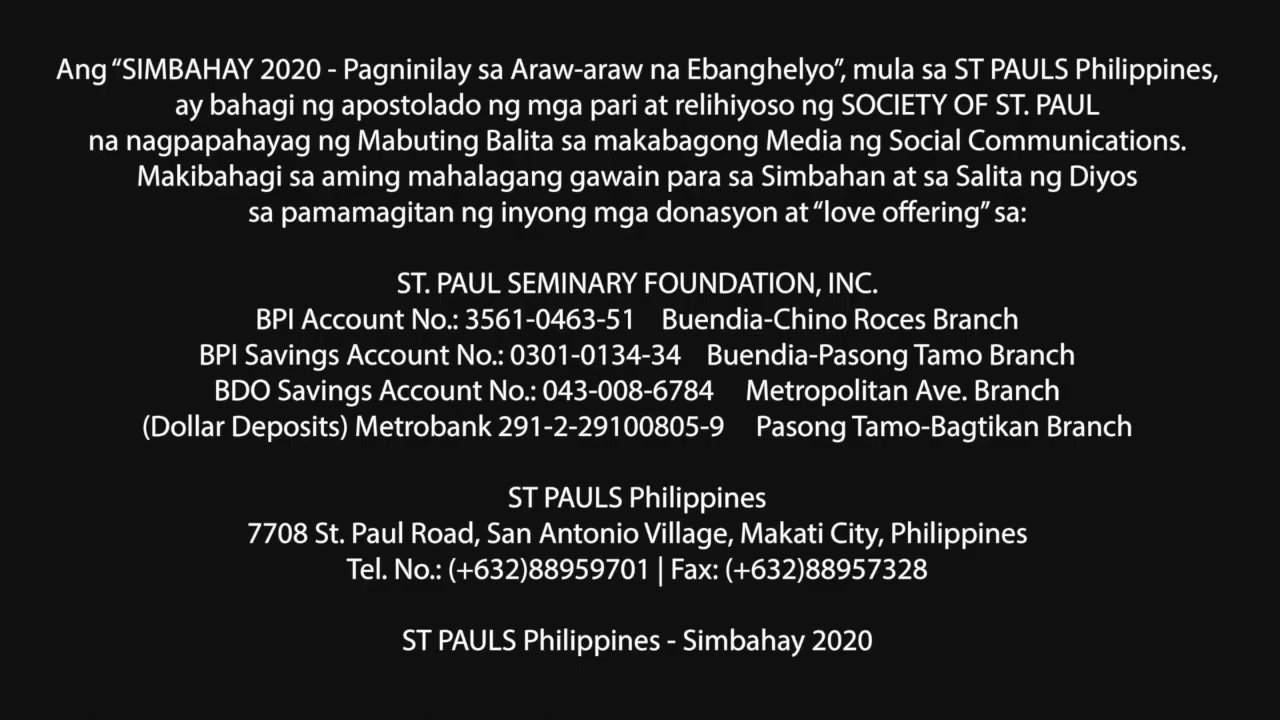 Ang “SIMBAHAY 2020 - Pagninilay sa Araw-araw na Ebanghelyo”, mula sa ST PAULS Philippines,
ay bahagi ng apostolado ng mga pari at relihiyoso ng SOCIETY OF ST. PAUL
na nagpapahayag ng Mabuting Balita sa makabagong Media ng Social Communications.
Makibahagi sa aming mahalagang gawain para sa Simbahan at sa Salita ng Diyos
sa pamamagitan ng inyong mga donasyon at “love offering” sa:
ST. PAUL SEMINARY FOUNDATION, INC.
BPI Account No.: 3561-0463-51 Buendia-Chino Roces Branch
BPI Savings Account No.: 0301-0134-34 Buendia-Pasong Tamo Branch
BDO Savings Account No.: 043-008-6784 Metropolitan Ave. Branch
(Dollar Deposits) Metrobank 291-2-29100805-9 Pasong Tamo-Bagtikan Branch
ST PAULS Philippines
7708 St. Paul Road, San Antonio Village, Makati City, Philippines
Tel. No.: (+632)88959701 | Fax: (+632)88957328
ST PAULS Philippines - Simbahay 2020